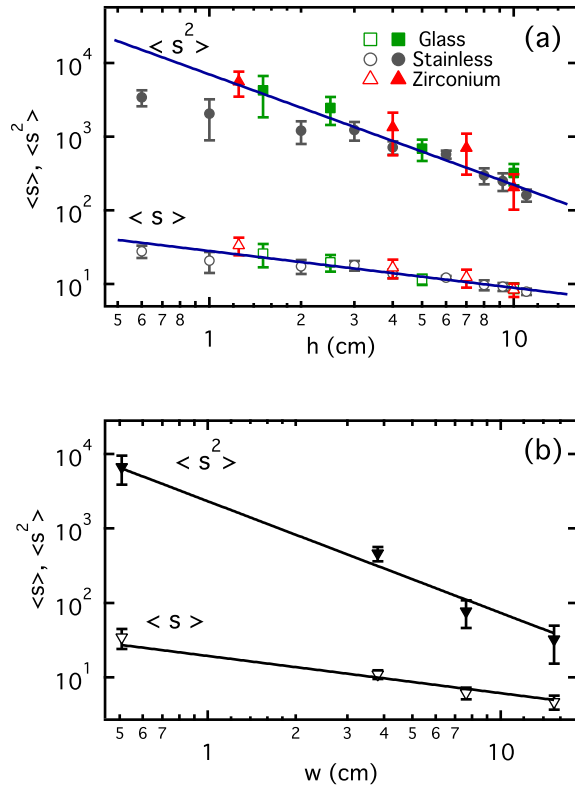 < s² >
(a)
Glass
Stainless
Zirconium
10⁴
10³
10²
10¹
<s>, <s² >
< s >
5 6 7 8 1 2 3 4 5 6 7 8 10
h (cm)
(b)
< s² >
10⁴
10³
10²
10¹
<s>, <s² >
< s >
5 6 7 1 2 3 4 5 6 7 10
w (cm)